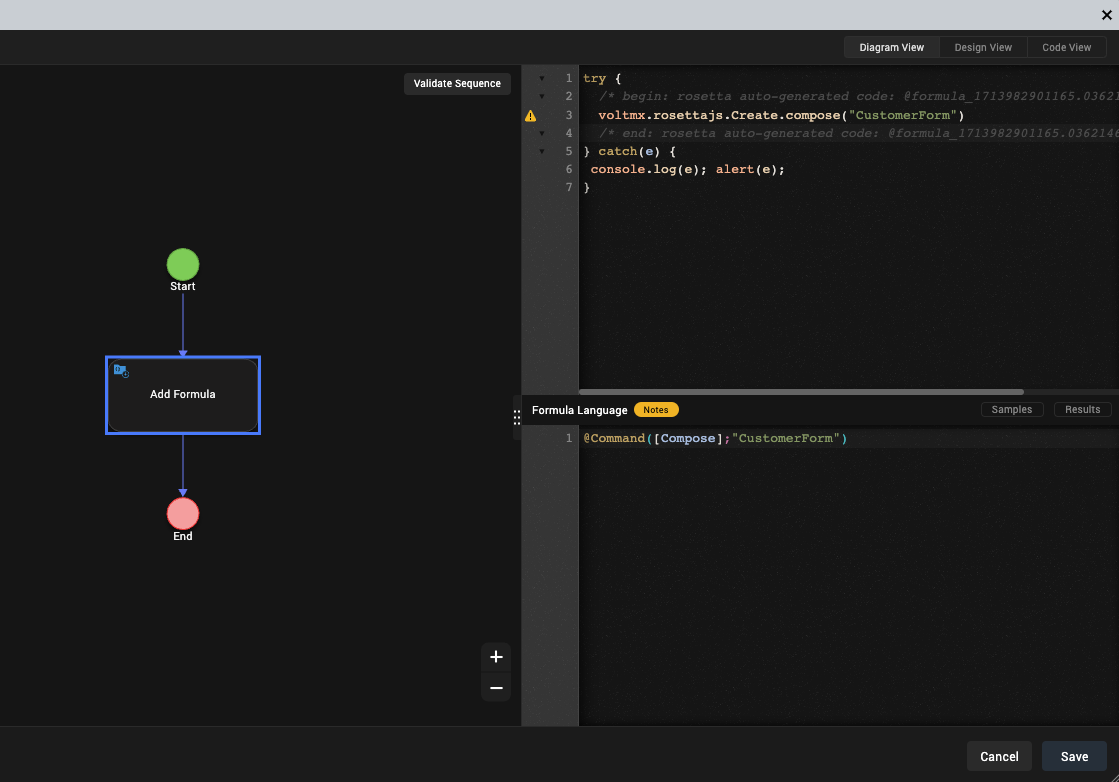 Diagram View
Design View
Code View
Validate Sequence
1 try {
2 /* begin: rosetta auto-generated code: @formula_1713982901165.03621
3 voltmx.rosettajs.Create.compose("CustomerForm")
4 /* end: rosetta auto-generated code: @formula_1713982901165.0362146
5 } catch(e) {
6 console.log(e); alert(e);
7 }
Start
Add Formula
End
Formula Language
Notes
Samples
Results
1 @Command([Compose];"CustomerForm")
Cancel
Save